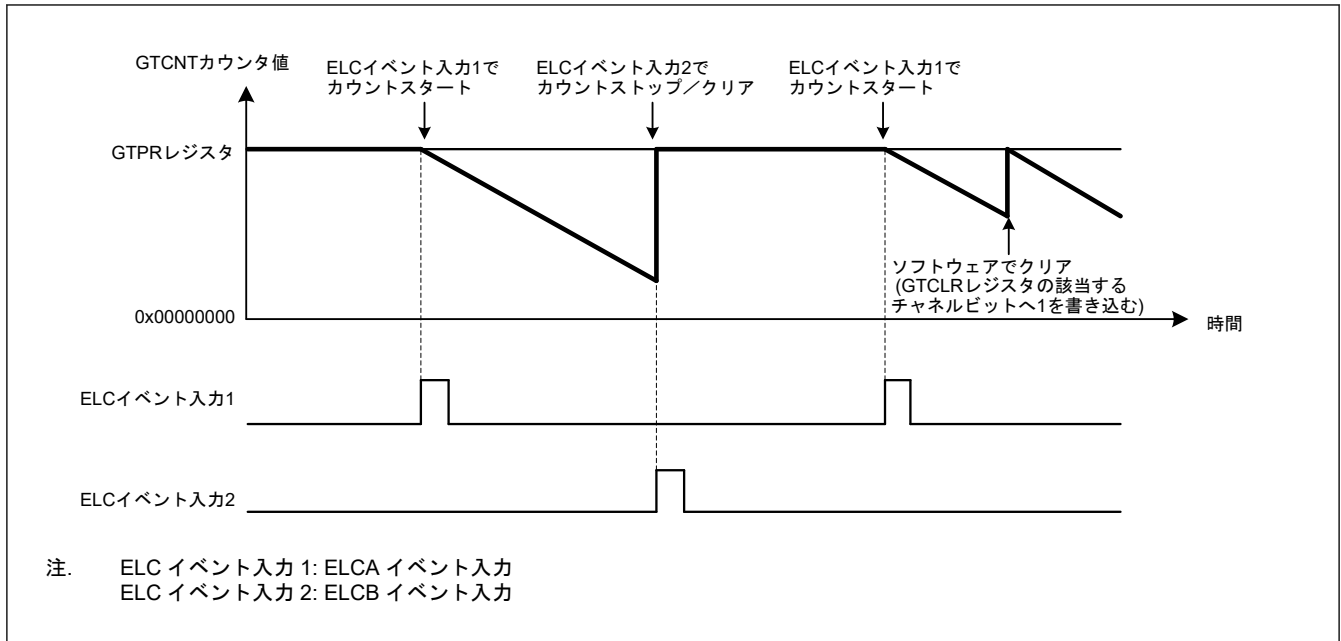 GTCNTカウンタ値
ELCイベント入力1で
カウントスタート
ELCイベント入力2で
カウントストップ／クリア
ELCイベント入力1で
カウントスタート
GTPRレジスタ
ソフトウェアでクリア
(GTCLRレジスタの該当する
チャネルビットへ1を書き込む)
0x00000000
時間
ELCイベント入力1
ELCイベント入力2
注. ELC イベント入力 1: ELCA イベント入力
ELC イベント入力 2: ELCB イベント入力